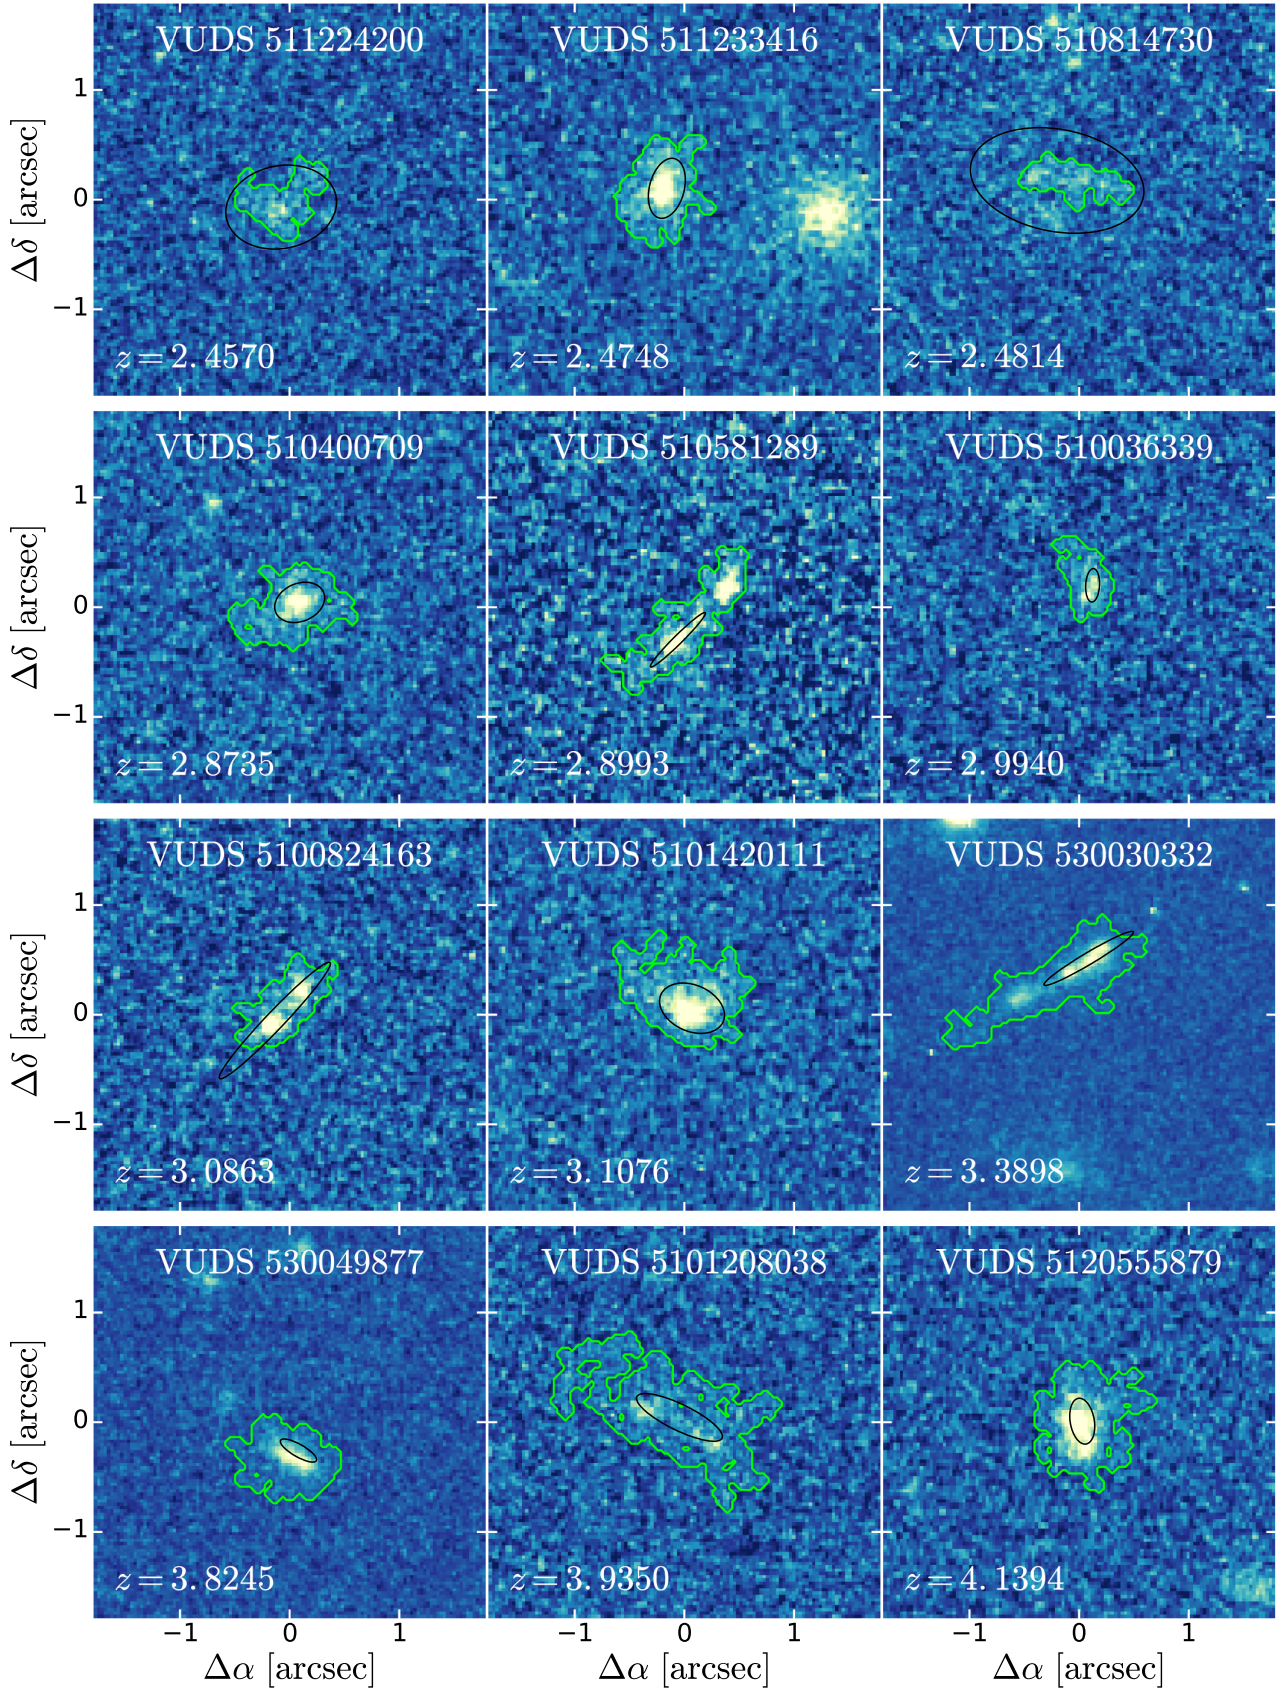 VUDS 511224200 VUDS 511233416 VUDS 510814730
1
Δδ [arcsec]
0
−1
z = 2.4570 z = 2.4748 z = 2.4814
VUDS 510400709 VUDS 510581289 VUDS 510036339
1
Δδ [arcsec]
0
−1
z = 2.8735 z = 2.8993 z = 2.9940
VUDS 5100824163 VUDS 5101420111 VUDS 530030332
1
Δδ [arcsec]
0
−1
z = 3.0863 z = 3.1076 z = 3.3898
VUDS 530049877 VUDS 5101208038 VUDS 5120555879
1
Δδ [arcsec]
0
−1
z = 3.8245 z = 3.9350 z = 4.1394
−1 0 1 −1 0 1 −1 0 1
Δα [arcsec] Δα [arcsec] Δα [arcsec]